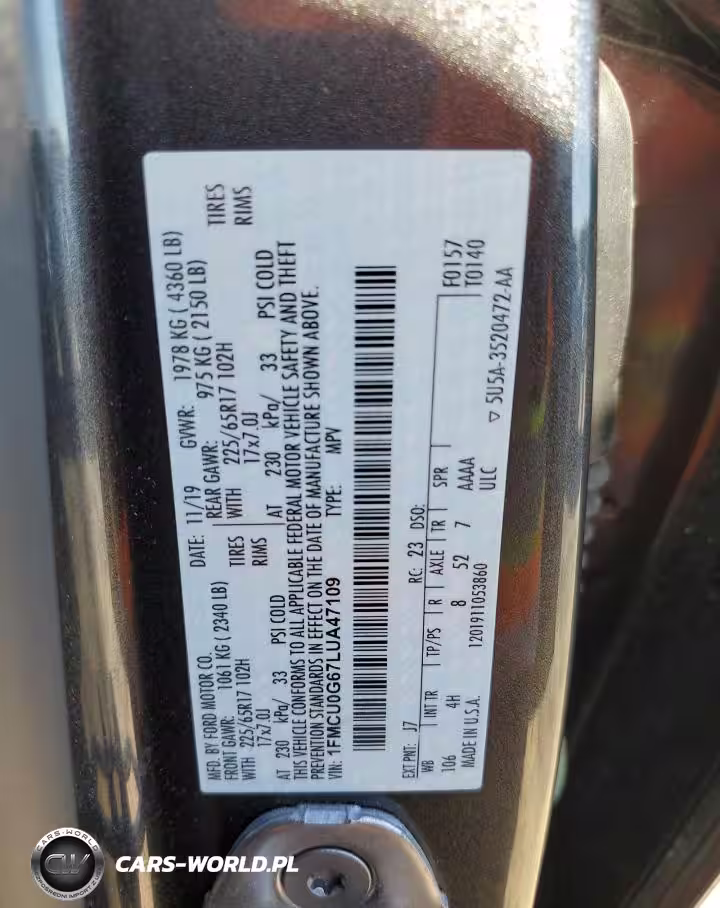 MFD. BY FORD MOTOR CO. DATE: 11/19 GVWR: 1978 KG ( 4360 LB)
FRONT GAWR: 1061 KG ( 2340 LB) REAR GAWR: 975 KG ( 2150 LB)
WITH 225/65R17 102H TIRES WITH 225/65R17 102H TIRES
17x7.0J RIMS 17x7.0J RIMS
AT 230 kPa/ 33 PSI COLD AT 230 kPa/ 33 PSI COLD
THIS VEHICLE CONFORMS TO ALL APPLICABLE FEDERAL MOTOR VEHICLE SAFETY AND THEFT
PREVENTION STANDARDS IN EFFECT ON THE DATE OF MANUFACTURE SHOWN ABOVE.
VIN: 1FMCU0G67LUA47109 TYPE: MPV
EXT PNT: J7 RC: 23 DSO: F0157
T0140
WB INT TR TP/PS R AXLE TR SPR
106 4H 8 52 7 AAAA
MADE IN U.S.A. 1201911053860 ULC
▽ 5U5A-3520472-AA
CARS-WORLD
CW
CARS-WORLD.PL